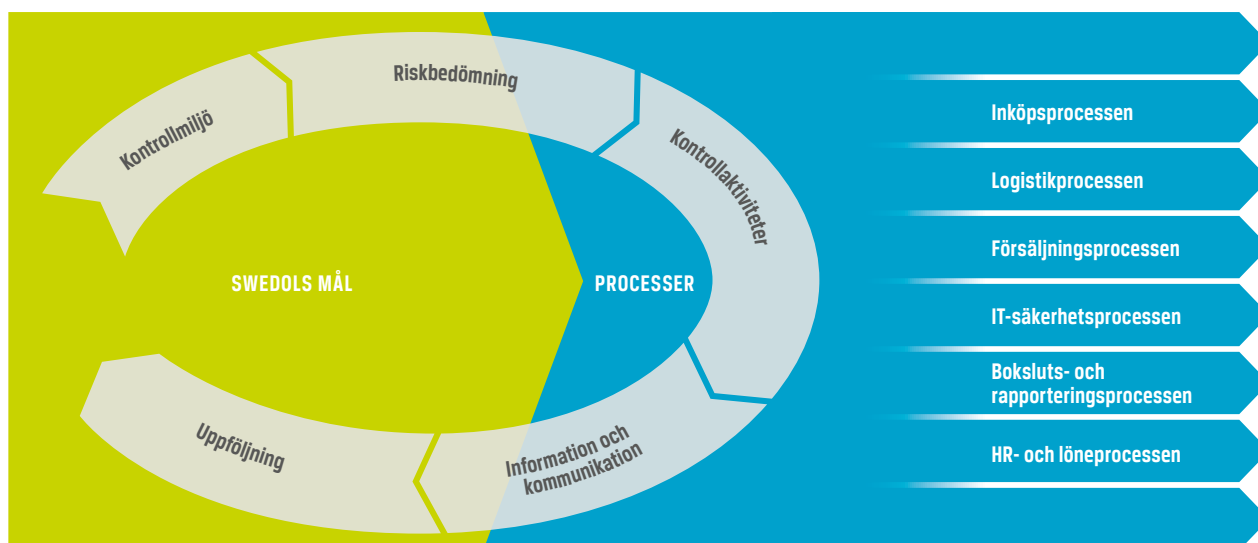 Riskbedömning
Kontrollmiljö
Kontrollaktiviteter
SWEDOLS MÅL
PROCESSER
Uppföljning
Information och
kommunikation
Inköpsprocessen
Logistikprocessen
Försäljningsprocessen
IT-säkerhetsprocessen
Boksluts- och
rapporteringsprocessen
HR- och löneprocessen